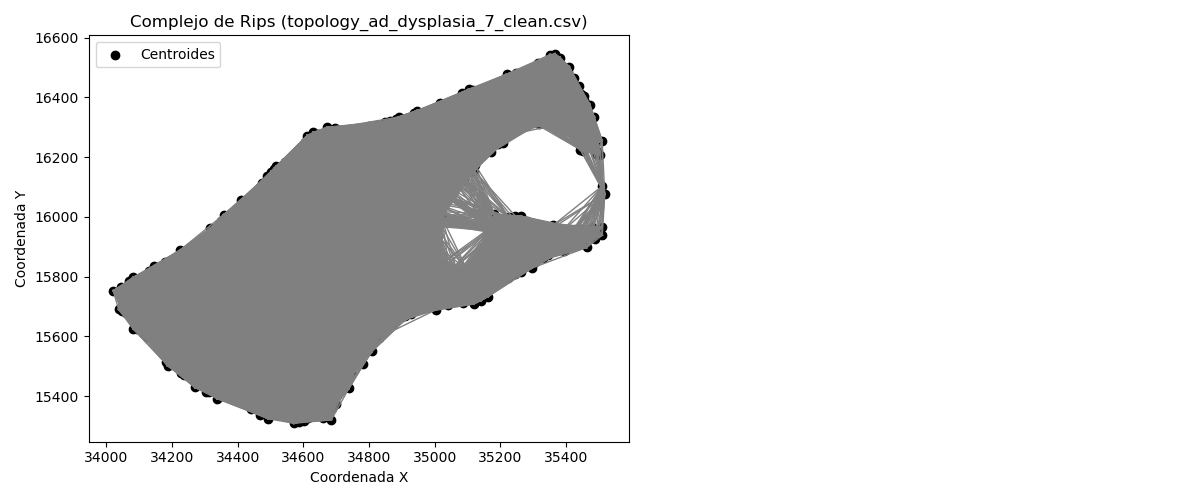 Complejo de Rips (topology_ad_dysplasia_7_clean.csv)
Centroides
16600
16400
16200
16000
15800
15600
15400
Coordenada Y
34000 34200 34400 34600 34800 35000 35200 35400
Coordenada X